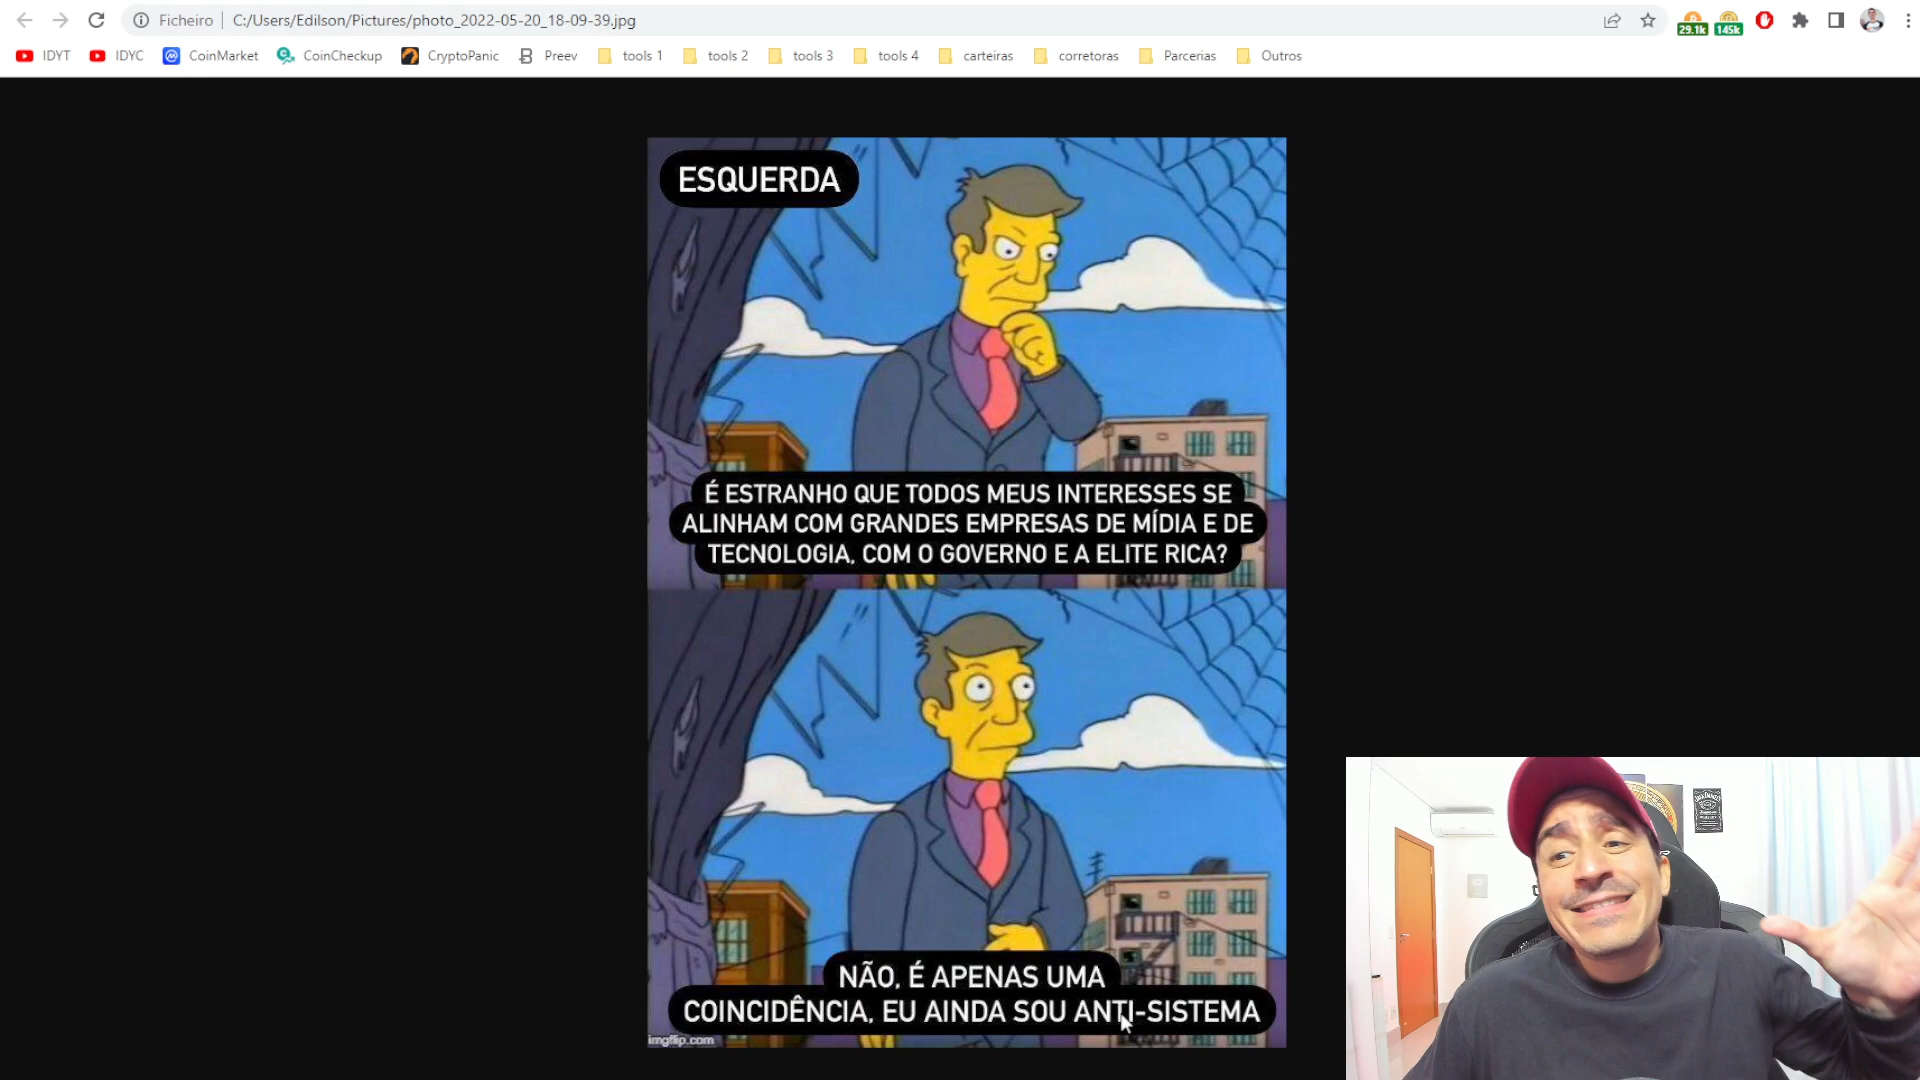 Ficheiro C:/Users/Edilson/Pictures/photo_2022-05-20_18-09-39.jpg
29.1k 145k
IDYT IDYC CoinMarket CoinCheckup CryptoPanic Preev tools 1 tools 2 tools 3 tools 4 carteiras corretoras Parcerias Outros
ESQUERDA
É ESTRANHO QUE TODOS MEUS INTERESSES SE
ALINHAM COM GRANDES EMPRESAS DE MÍDIA E DE
TECNOLOGIA, COM O GOVERNO E A ELITE RICA?
NÃO, É APENAS UMA
COINCIDÊNCIA, EU AINDA SOU ANTI-SISTEMA
imgflip.com